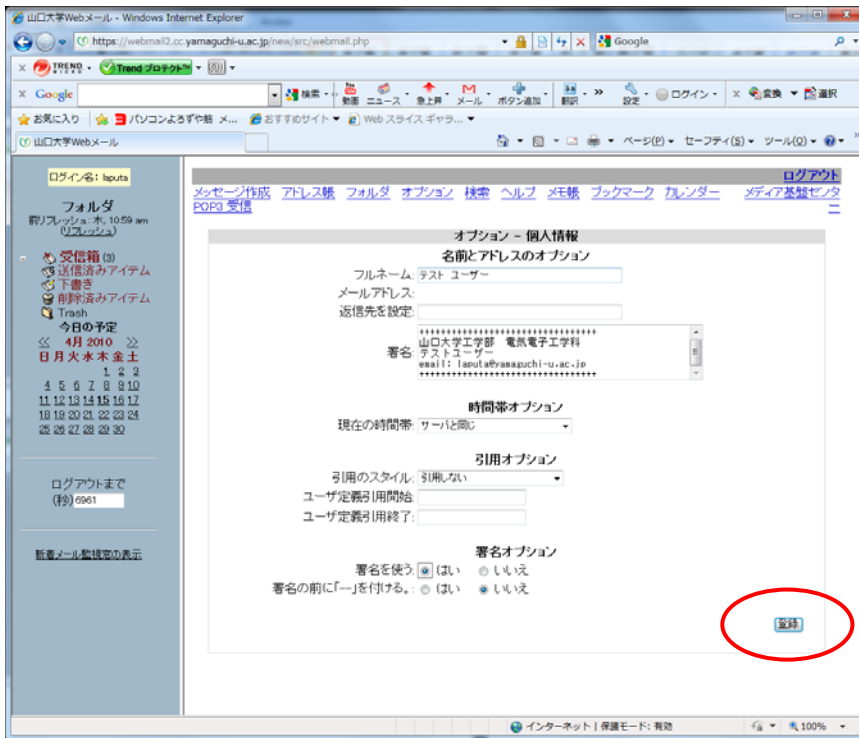 山口大学Webメール - Windows Internet Explorer
https://webmail2.cc.yamaguchi-u.ac.jp/new/src/webmail.php
Google
TREND MICRO
Trend プロテクト™
Google
検索
動画
ニュース
急上昇
メール
ボタン追加
翻訳
設定
ログイン
変換
選択
お気に入り
パソコンよろずや筋 メ...
おすすめサイト
Web スライス ギャラ...
山口大学Webメール
ページ(P)
セーフティ(S)
ツール(O)
ログイン名: laputa
フォルダ
前リフレッシュ: 木, 10:59 am
(リフレッシュ)
受信箱 (3)
送信済みアイテム
下書き
削除済みアイテム
Trash
今日の予定
<< 4月 2010 >>
日 月 火 水 木 金 土
1 2 3
4 5 6 7 8 9 10
11 12 13 14 15 16 17
18 19 20 21 22 23 24
25 26 27 28 29 30
ログアウトまで
(秒) 6961
新着メール監視窓の表示
ログアウト
メッセージ作成 アドレス帳 フォルダ オプション 検索 ヘルプ メモ帳 ブックマーク カレンダー メディア基盤センター
POP3 受信
オプション - 個人情報
名前とアドレスのオプション
フルネーム: テスト ユーザー
メールアドレス:
返信先を設定:
署名:
++++++++++++++++++++++++++++++++
山口大学工学部 電気電子工学科
テストユーザー
email: laputa@yamaguchi-u.ac.jp
++++++++++++++++++++++++++++++++
時間帯オプション
現在の時間帯: サーバと同じ
引用オプション
引用のスタイル: 引用しない
ユーザ定義引用開始:
ユーザ定義引用終了:
署名オプション
署名を使う: はい いいえ
署名の前に「--」を付ける。: はい いいえ
登録
インターネット | 保護モード: 有効
100%